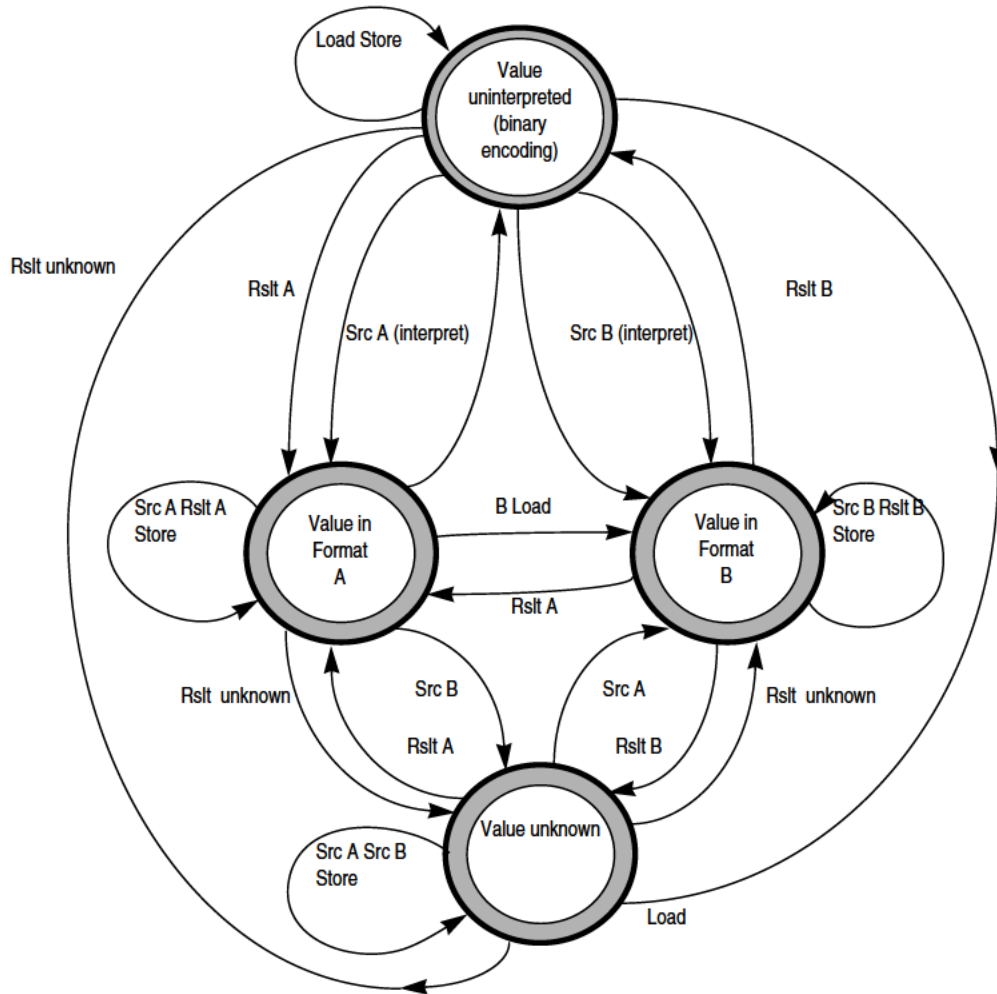 Load Store
Value
uninterpreted
(binary
encoding)
Rslt unknown
Rslt A
Rslt B
Src A (interpret)
Src B (interpret)
Src A Rslt A
Store
Value in
Format
A
B Load
Value in
Format
B
Src B Rslt B
Store
Rslt A
Rslt unknown
Src B
Src A
Rslt unknown
Rslt A
Rslt B
Value unknown
Src A Src B
Store
Load